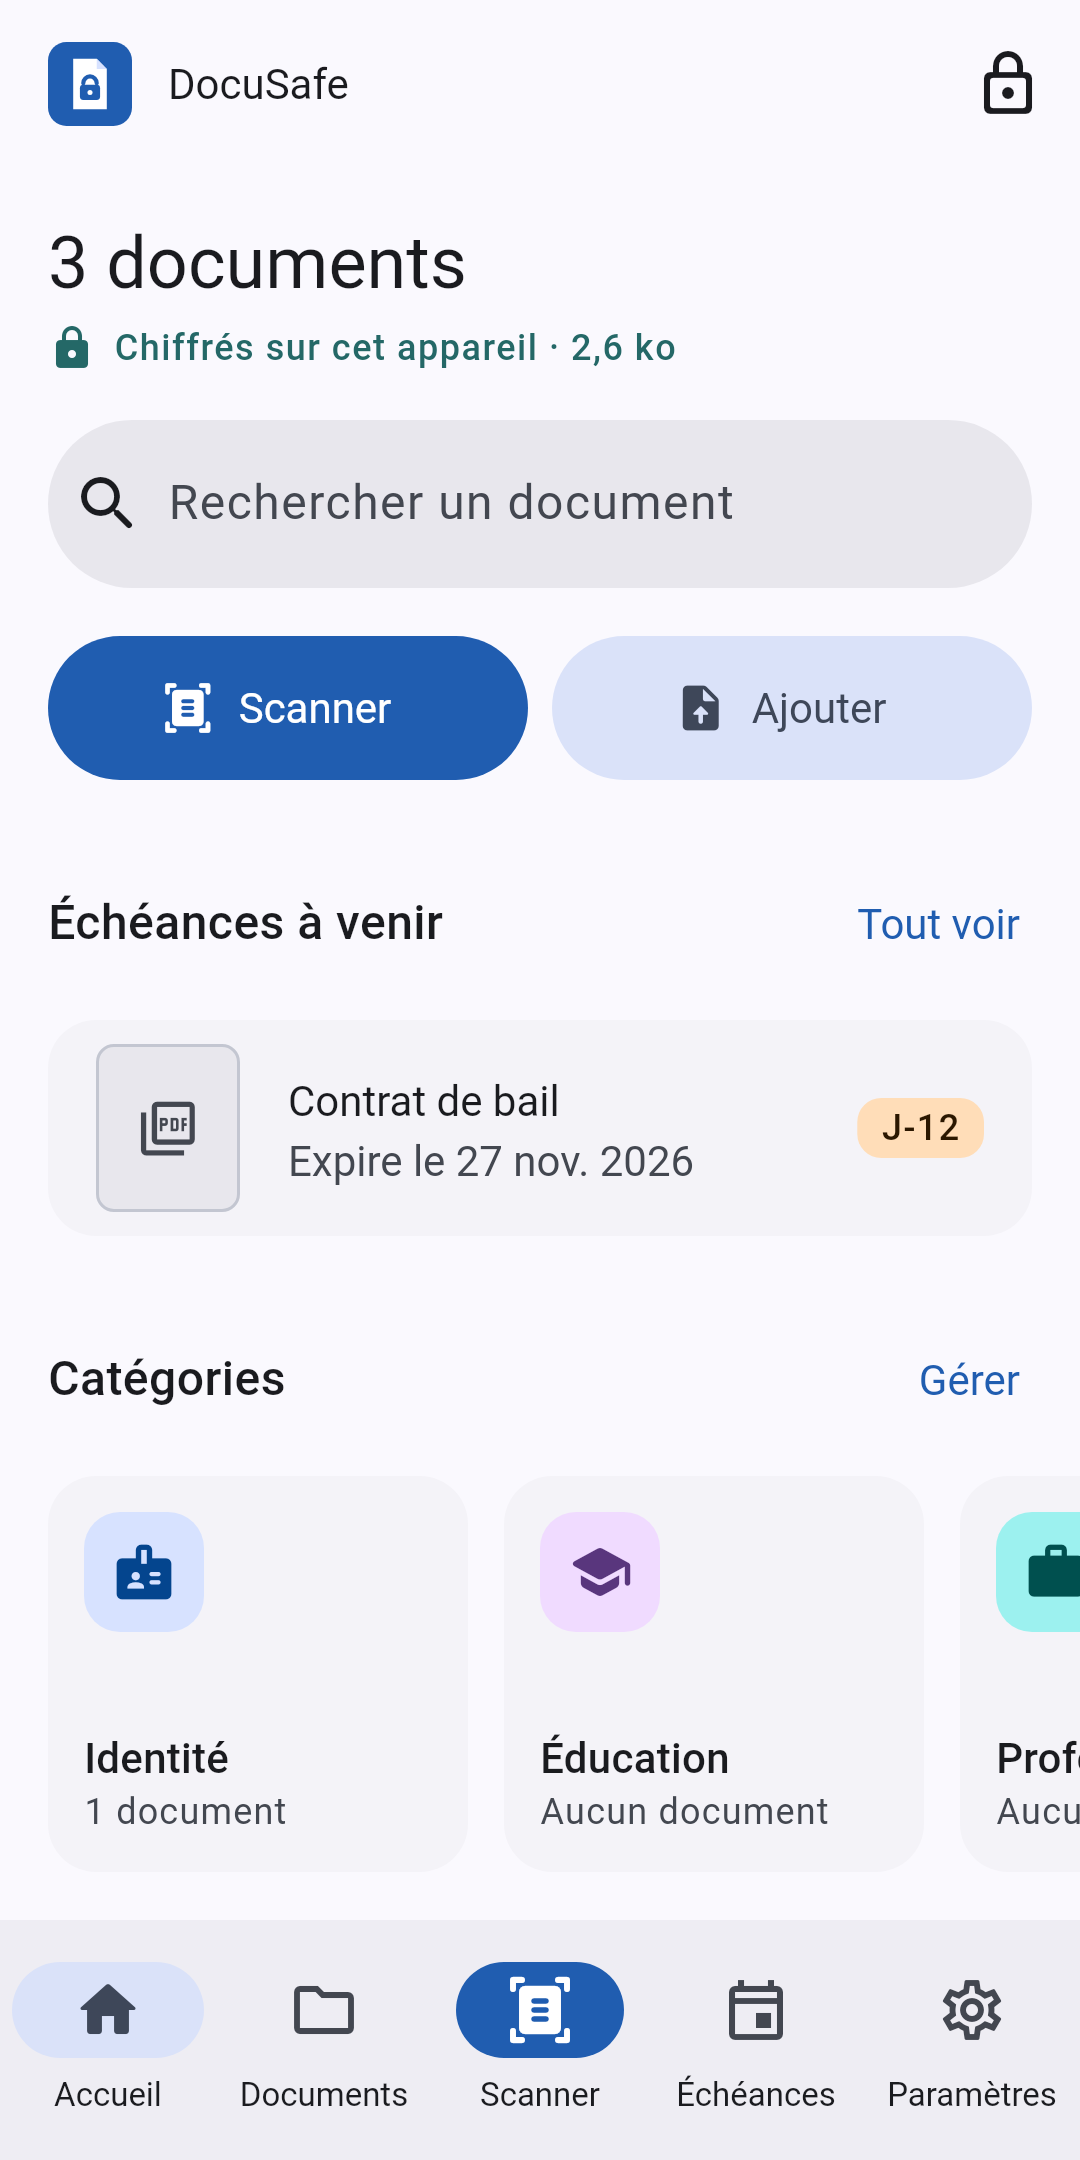 DocuSafe
3 documents
Chiffrés sur cet appareil · 2,6 ko
Rechercher un document
Scanner
Ajouter
Échéances à venir
Tout voir
PDF
Contrat de bail
Expire le 27 nov. 2026
J-12
Catégories
Gérer
Identité
1 document
Éducation
Aucun document
Prof
Aucu
Accueil
Documents
Scanner
Échéances
Paramètres